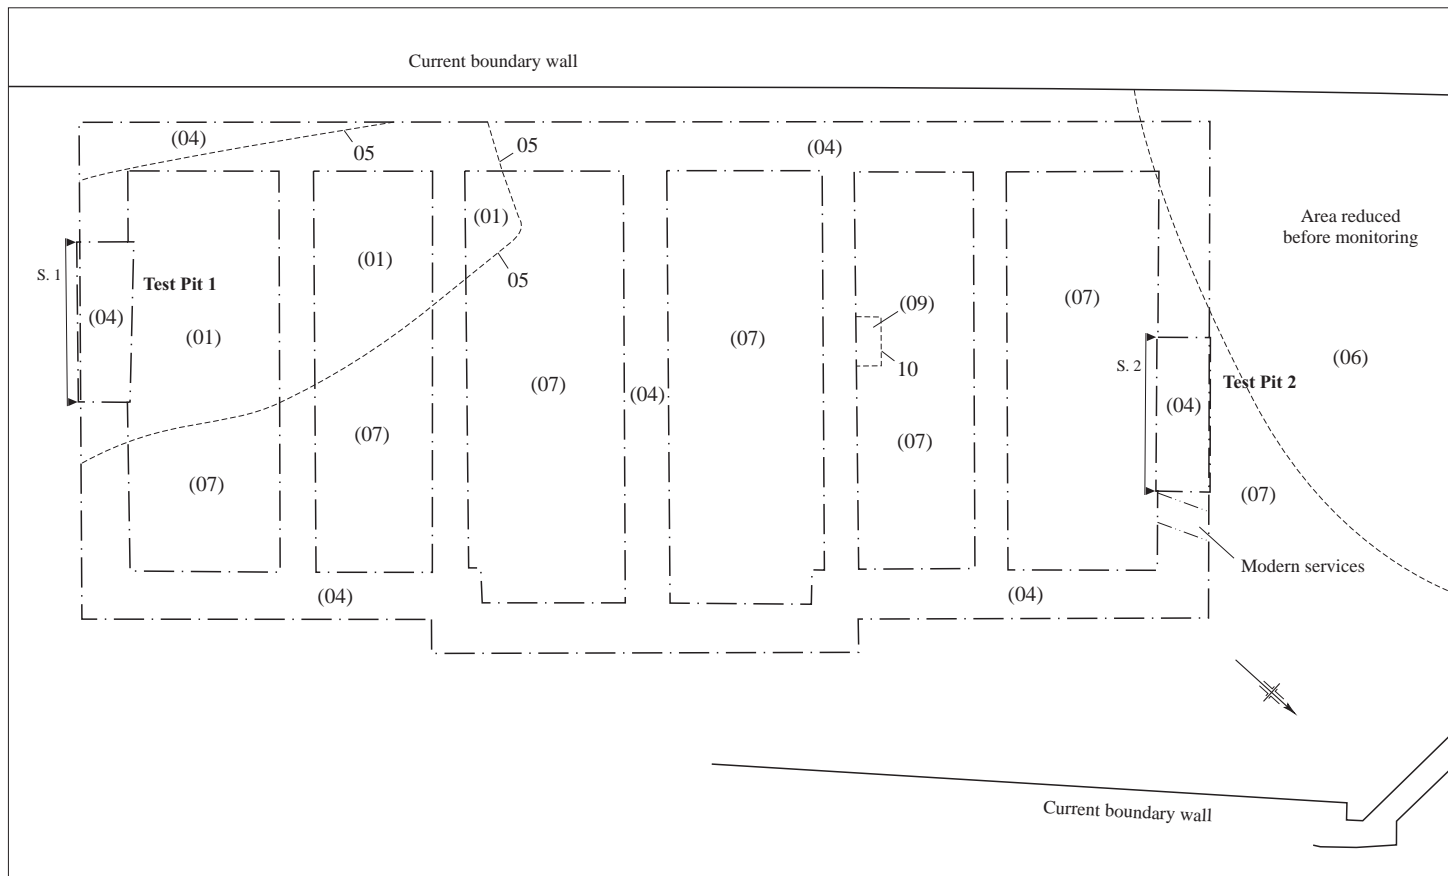 Current boundary wall
(04)
05
05
(04)
(01)
Area reduced
before monitoring
(01)
S. 1
Test Pit 1
05
(04)
(01)
(09)
(07)
(07)
10
S. 2
(06)
Test Pit 2
(07)
(04)
(04)
(07)
(07)
(07)
(07)
Modern services
(04)
(04)
Current boundary wall